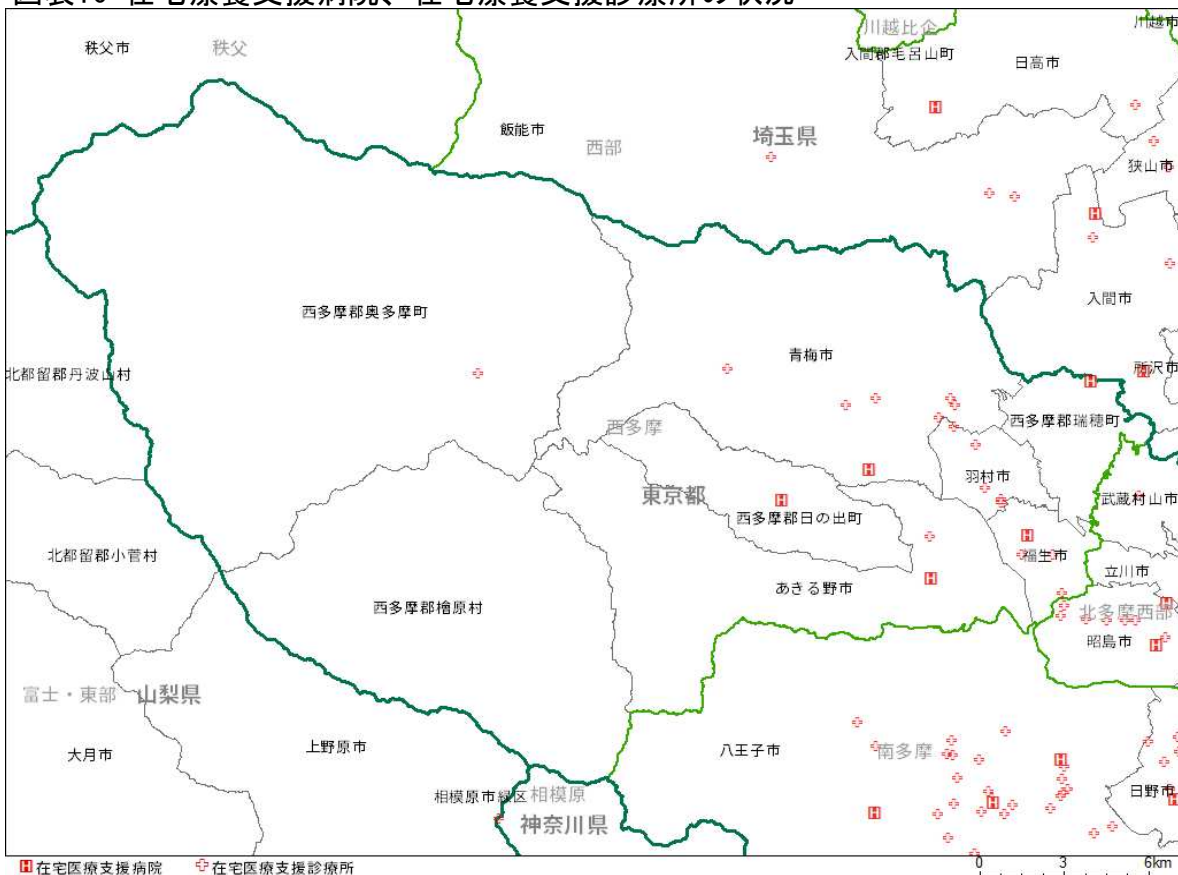 図表10 在宅療養支援病院、在宅療養支援診療所の状況
秩父市
秩父
川越比企
川越市
入間郡毛呂山町
日高市
飯能市
西部
埼玉県
狭山市
入間市
西多摩郡奥多摩町
青梅市
北都留郡丹波山村
所沢市
西多摩郡瑞穂町
西多摩
羽村市
東京都
武蔵村山市
西多摩郡日の出町
北都留郡小菅村
福生市
立川市
あきる野市
西多摩郡檜原村
北多摩西部
昭島市
富士・東部
山梨県
大月市
上野原市
八王子市
南多摩
相模原市緑区
相模原
日野市
神奈川県
在宅医療支援病院
在宅医療支援診療所
0 3 6km